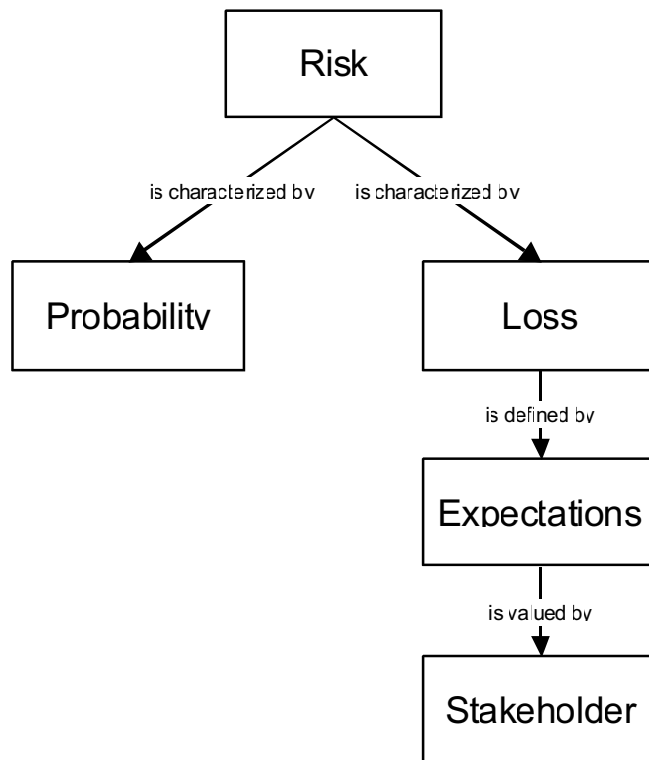 Risk
is characterized by
is characterized by
Probability
Loss
is defined by
Expectations
is valued by
Stakeholder